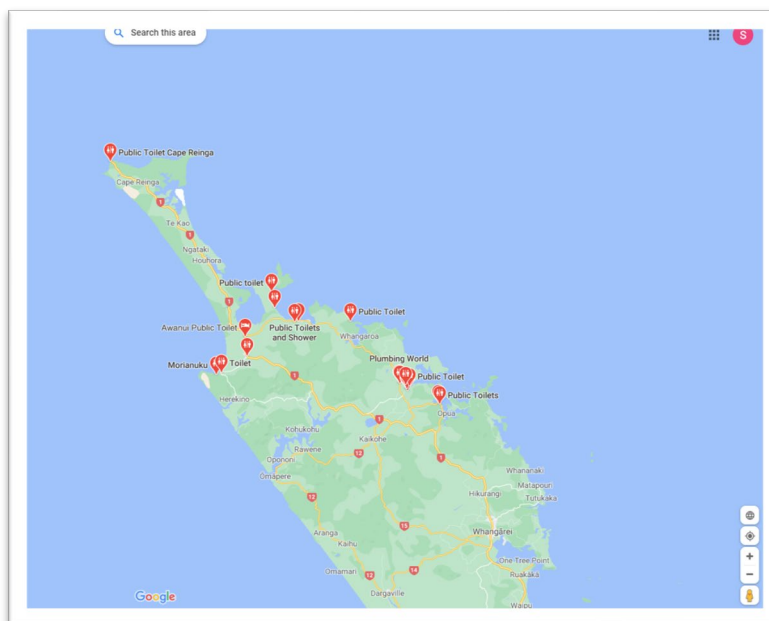 Search this area
S
Public Toilet Cape Reinga
Cape Reinga
1
Te Kao
1
Ngataki
Houhora
Public toilet
1
Public Toilet
Awanui Public Toilet
Public Toilets
and Shower
Whangaroa
Plumbing World
Morianuku
Toilet
1
Public Toilet
Herekino
Public Toilets
Opua
Kohukohu
1
Kaikohe
Rawene
12
Opononi
1
Omapere
Whananaki
Matapouri
Tutukaka
12
Hikurangi
15
Aranga
Whangārei
Kaihu
One Tree Point
Omamari
12
14
Ruakākā
Dargaville
Google
Waipu